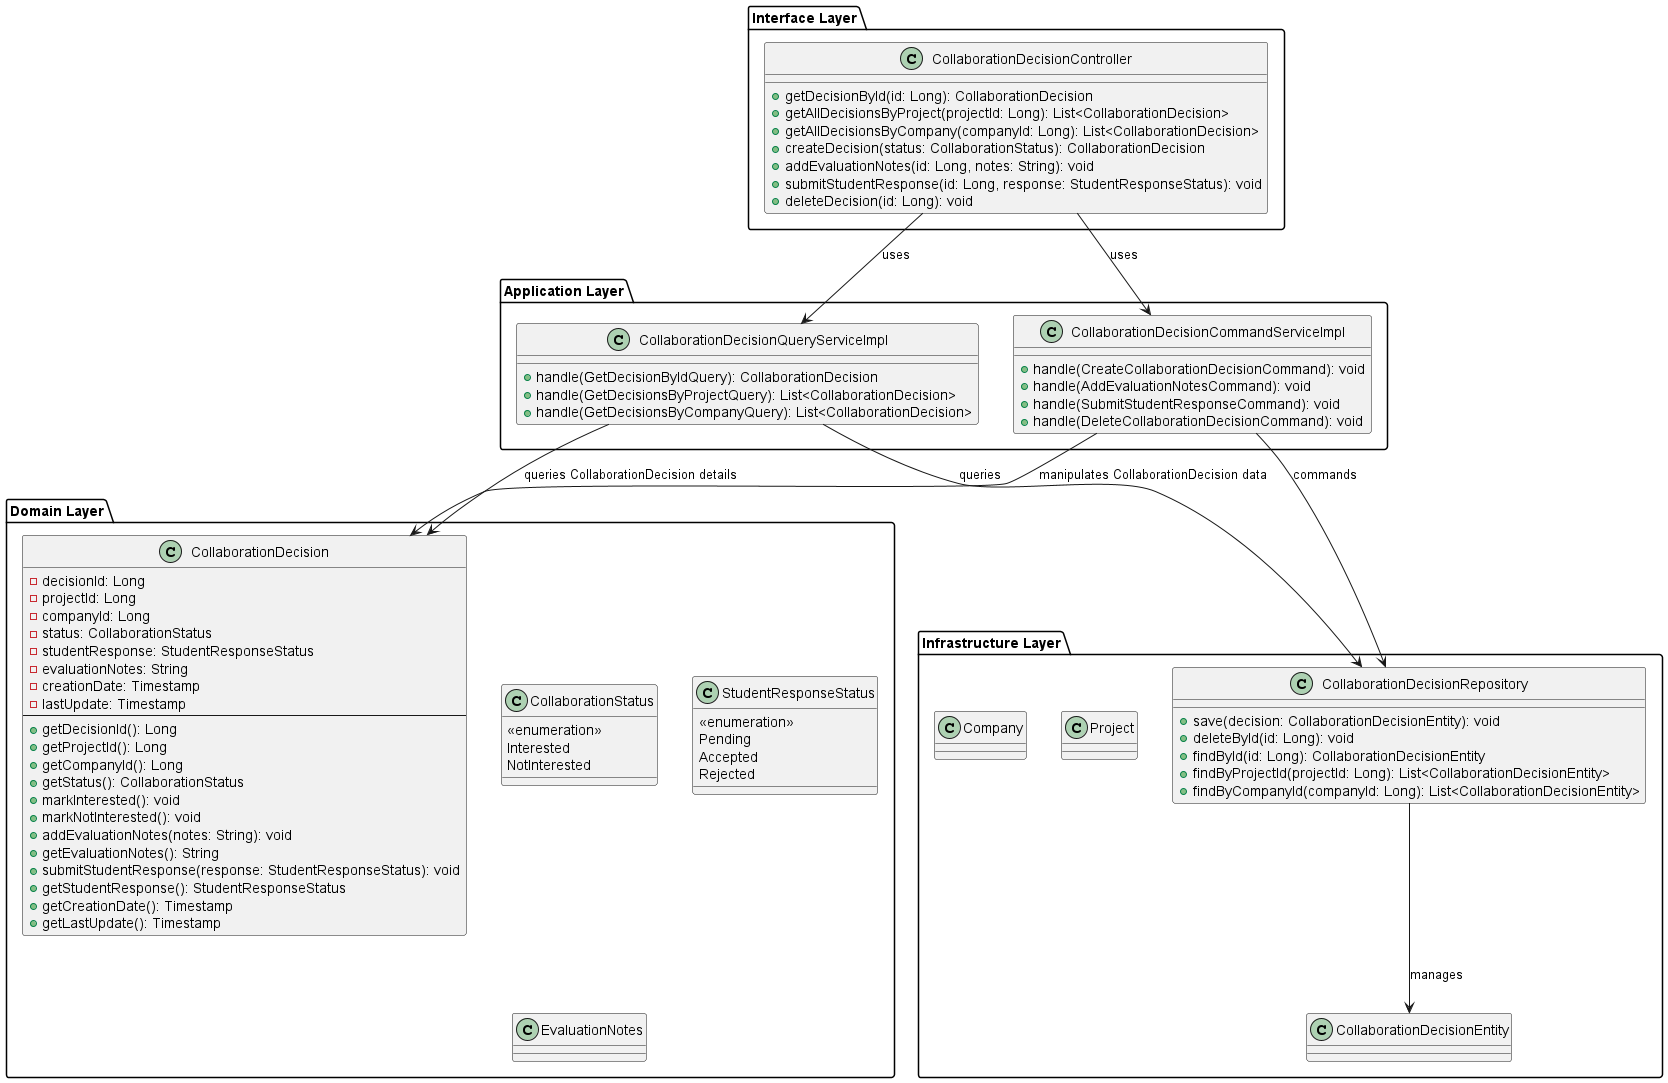 Interface Layer
C CollaborationDecisionController
getDecisionById(id: Long): CollaborationDecision
getAllDecisionsByProject(projectId: Long): List<CollaborationDecision>
getAllDecisionsByCompany(companyId: Long): List<CollaborationDecision>
createDecision(status: CollaborationStatus): CollaborationDecision
addEvaluationNotes(id: Long, notes: String): void
submitStudentResponse(id: Long, response: StudentResponseStatus): void
deleteDecision(id: Long): void
uses
uses
Application Layer
C CollaborationDecisionQueryServiceImpl
handle(GetDecisionByIdQuery): CollaborationDecision
handle(GetDecisionsByProjectQuery): List<CollaborationDecision>
handle(GetDecisionsByCompanyQuery): List<CollaborationDecision>
C CollaborationDecisionCommandServiceImpl
handle(CreateCollaborationDecisionCommand): void
handle(AddEvaluationNotesCommand): void
handle(SubmitStudentResponseCommand): void
handle(DeleteCollaborationDecisionCommand): void
queries CollaborationDecision details
queries
manipulates CollaborationDecision data
commands
Domain Layer
C CollaborationDecision
decisionId: Long
projectId: Long
companyId: Long
status: CollaborationStatus
studentResponse: StudentResponseStatus
evaluationNotes: String
creationDate: Timestamp
lastUpdate: Timestamp
getDecisionId(): Long
getProjectId(): Long
getCompanyId(): Long
getStatus(): CollaborationStatus
markInterested(): void
markNotInterested(): void
addEvaluationNotes(notes: String): void
getEvaluationNotes(): String
submitStudentResponse(response: StudentResponseStatus): void
getStudentResponse(): StudentResponseStatus
getCreationDate(): Timestamp
getLastUpdate(): Timestamp
C CollaborationStatus
«enumeration»
Interested
NotInterested
C StudentResponseStatus
«enumeration»
Pending
Accepted
Rejected
C EvaluationNotes
Infrastructure Layer
C Company
C Project
C CollaborationDecisionRepository
save(decision: CollaborationDecisionEntity): void
deleteById(id: Long): void
findById(id: Long): CollaborationDecisionEntity
findByProjectId(projectId: Long): List<CollaborationDecisionEntity>
findByCompanyId(companyId: Long): List<CollaborationDecisionEntity>
manages
C CollaborationDecisionEntity